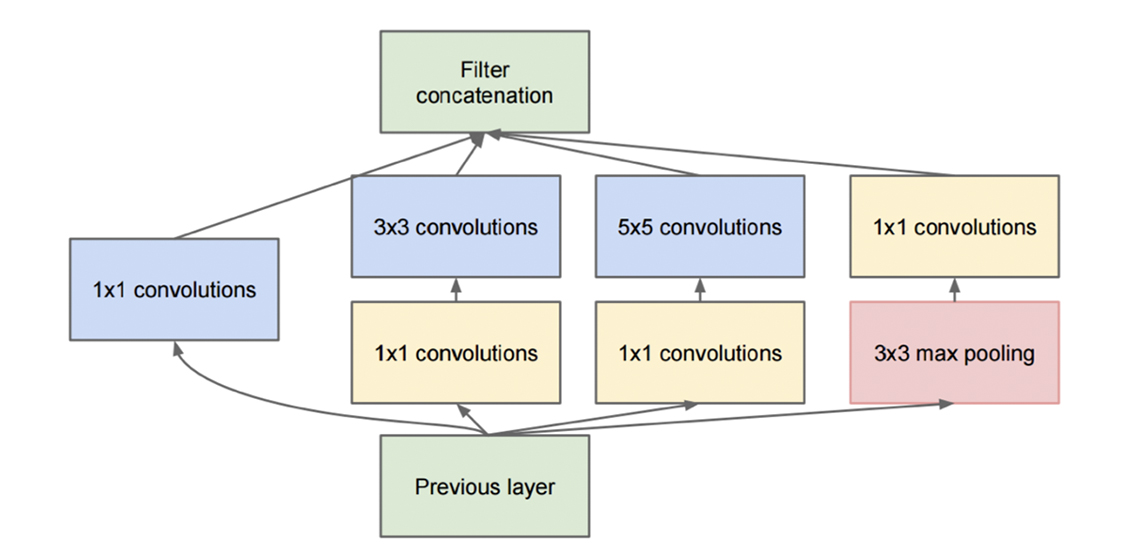 Filter
concatenation
3x3 convolutions
5x5 convolutions
1x1 convolutions
1x1 convolutions
1x1 convolutions
1x1 convolutions
3x3 max pooling
Previous layer